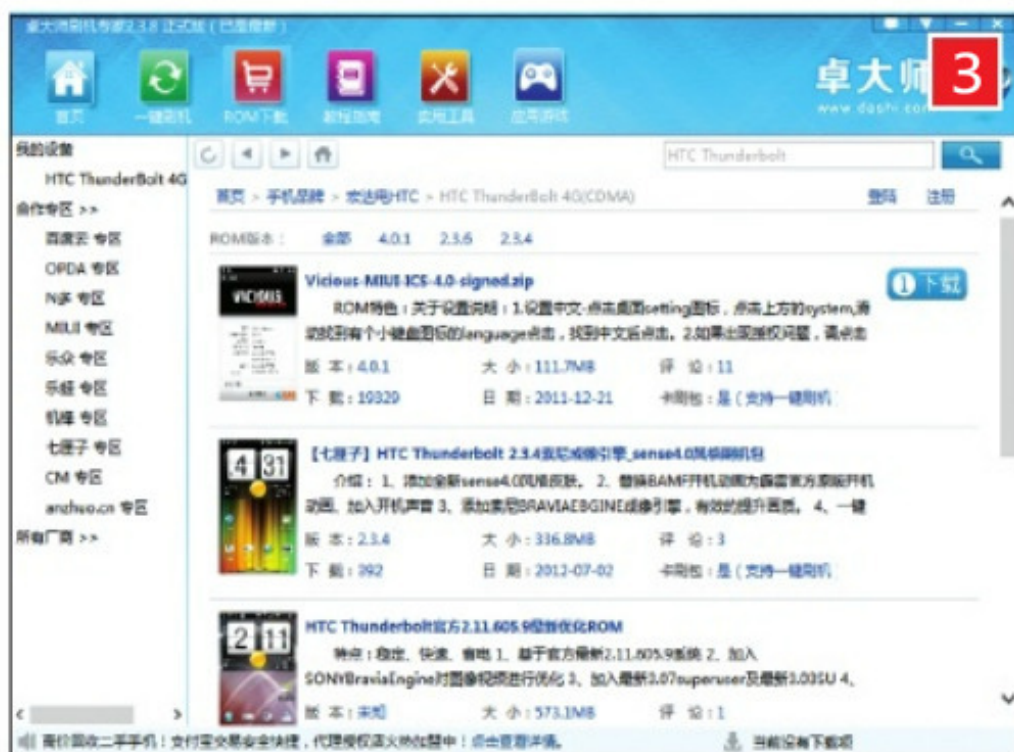 卓大师刷机专家2.3.8 正式版（已是最新）
首页 一键刷机 ROM下载 教程指南 实用工具 应用游戏
卓大师
www.dashi.com
3
我的设备
HTC ThunderBolt 4G
合作专区 >>
百度云 专区
OPDA 专区
N多 专区
MIUI 专区
乐众 专区
乐蛙 专区
机锋 专区
七匣子 专区
CM 专区
anzhuo.cn 专区
所有厂商 >>
HTC Thunderbolt
首页 > 手机品牌 > 宏达电HTC > HTC ThunderBolt 4G(CDMA)
登陆 注册
ROM版本： 全部 4.0.1 2.3.6 2.3.4
VICIOUS
Vicious-MIUI-ICS-4.0-signed.zip
1下载
ROM特色：关于设置说明：1.设置中文-点击桌面setting图标，点击上方的system,滑
动找到有个小键盘图标的language点击，找到中文后点击。2.如果出现授权问题，请点击
版 本：4.0.1 大 小：111.7MB 评 论：11
下 载：19329 日 期：2011-12-21 卡刷包：是（支持一键刷机
4 31
【七匣子】HTC Thunderbolt 2.3.4索尼成像引擎_sense4.0风格刷机包
介绍： 1、添加全新sense4.0风格皮肤。 2、替换BAMF开机动画为霹雳官方原版开机
动画、加入开机声音 3、添加索尼BRAVIAEBGINE成像引擎，有效的提升画质。 4、一键
版 本：2.3.4 大 小：336.8MB 评 论：3
下 载：392 日 期：2012-07-02 卡刷包：是（支持一键刷机
2 11
HTC Thunderbolt官方2.11.605.9最新优化ROM
特点：稳定、快速、省电 1、基于官方最新2.11.605.9系统 2、加入
SONYBraviaEngine对图像视频进行优化 3、加入最新3.07superuser及最新3.03SU 4、
版 本：未知 大 小：573.1MB 评 论：1
高价回收二手手机！支付宝交易安全快捷，代理授权店火热加盟中！点击查看详情。
当前没有下载项